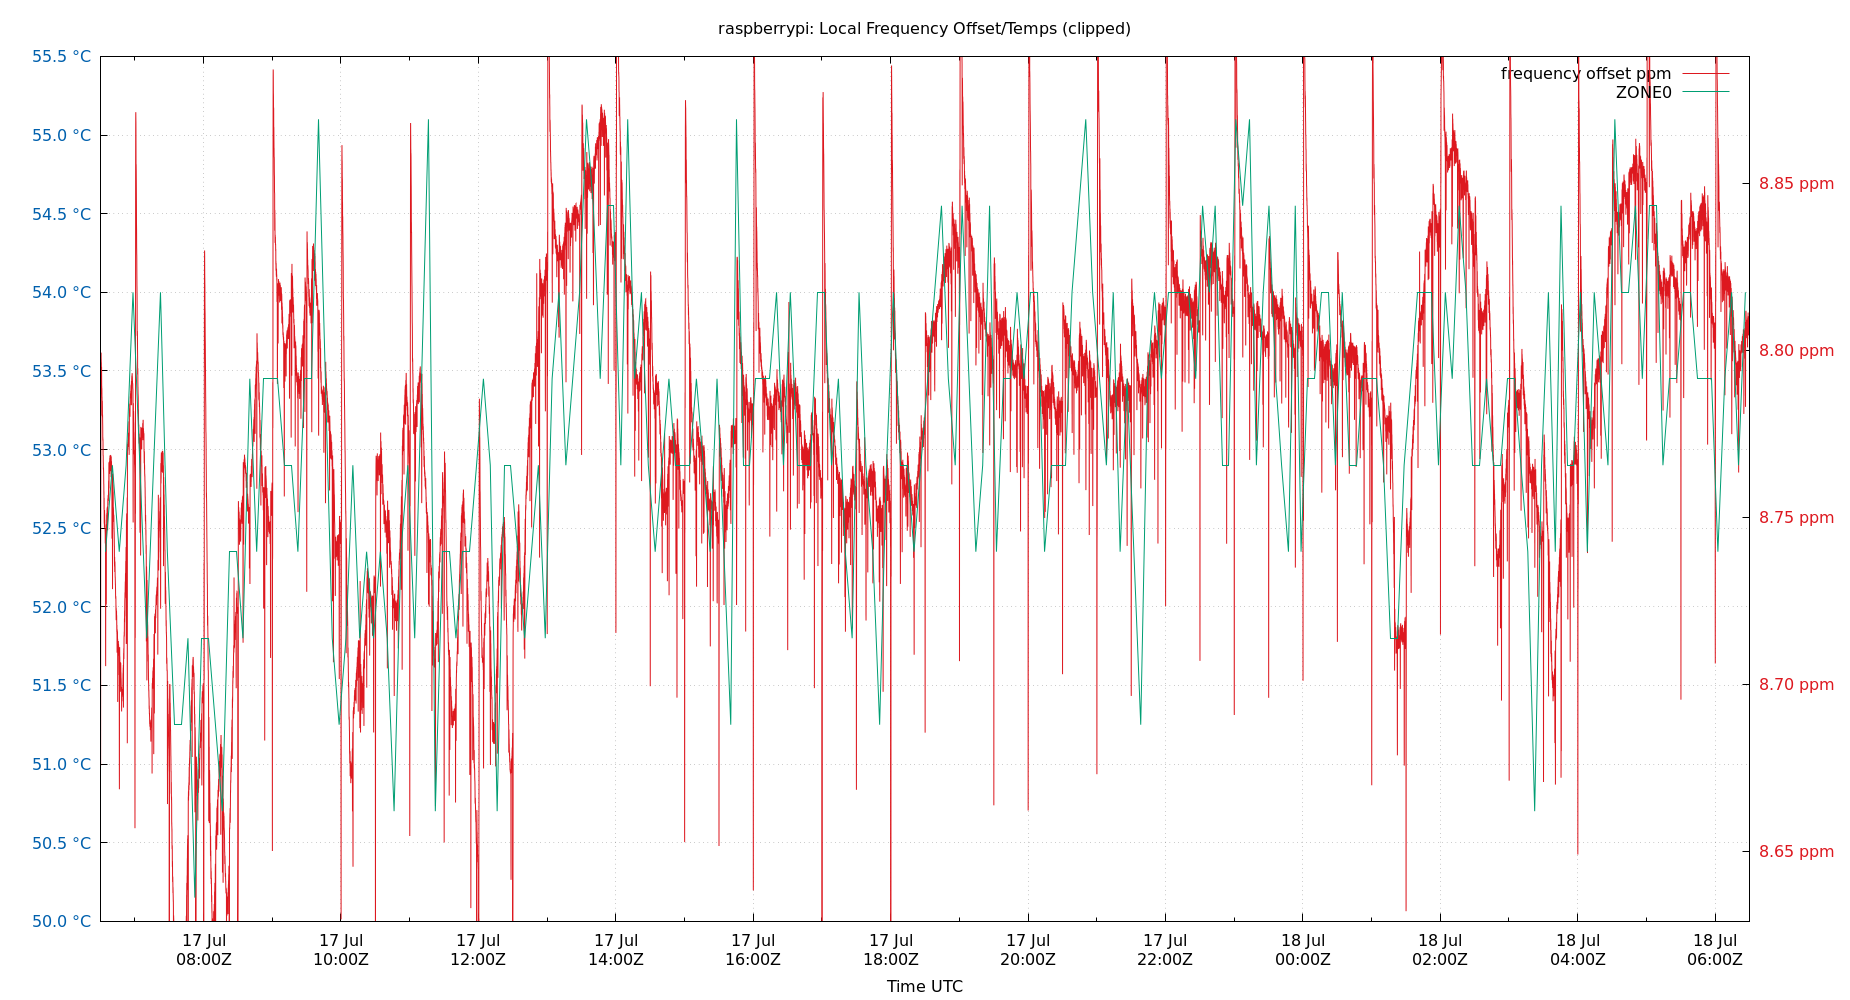 raspberrypi: Local Frequency Offset/Temps (clipped)
frequency offset ppm
ZONE0
55.5 °C
55.0 °C
54.5 °C
54.0 °C
53.5 °C
53.0 °C
52.5 °C
52.0 °C
51.5 °C
51.0 °C
50.5 °C
50.0 °C
8.85 ppm
8.80 ppm
8.75 ppm
8.70 ppm
8.65 ppm
17 Jul 17 Jul 17 Jul 17 Jul 17 Jul 17 Jul 17 Jul 17 Jul 18 Jul 18 Jul 18 Jul 18 Jul
08:00Z 10:00Z 12:00Z 14:00Z 16:00Z 18:00Z 20:00Z 22:00Z 00:00Z 02:00Z 04:00Z 06:00Z
Time UTC